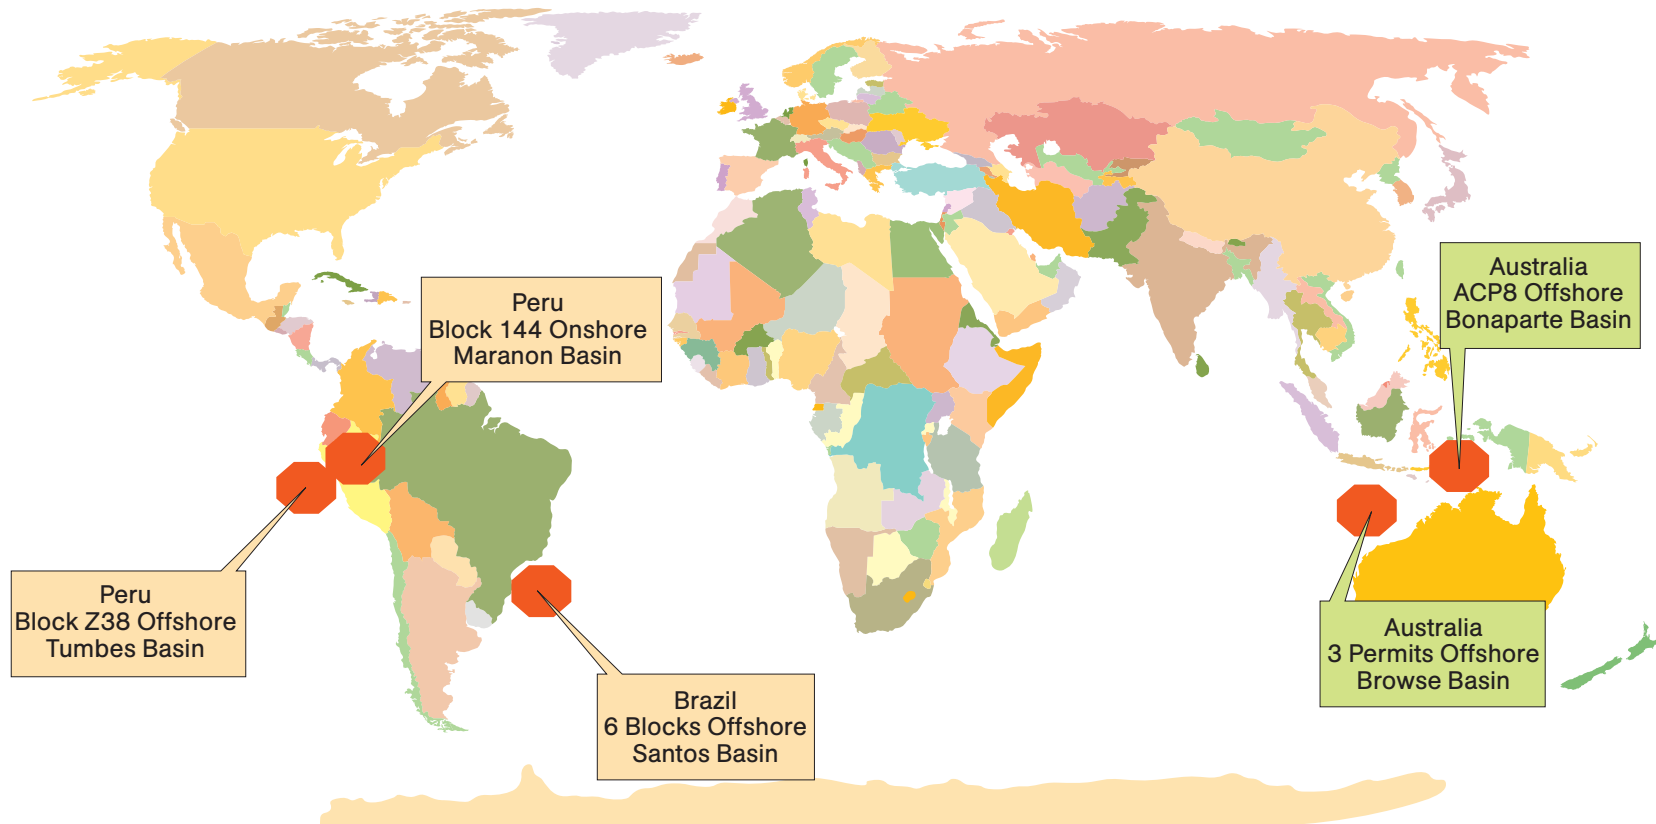 Peru
Block 144 Onshore
Maranon Basin
Australia
ACP8 Offshore
Bonaparte Basin
Peru
Block Z38 Offshore
Tumbes Basin
Brazil
6 Blocks Offshore
Santos Basin
Australia
3 Permits Offshore
Browse Basin